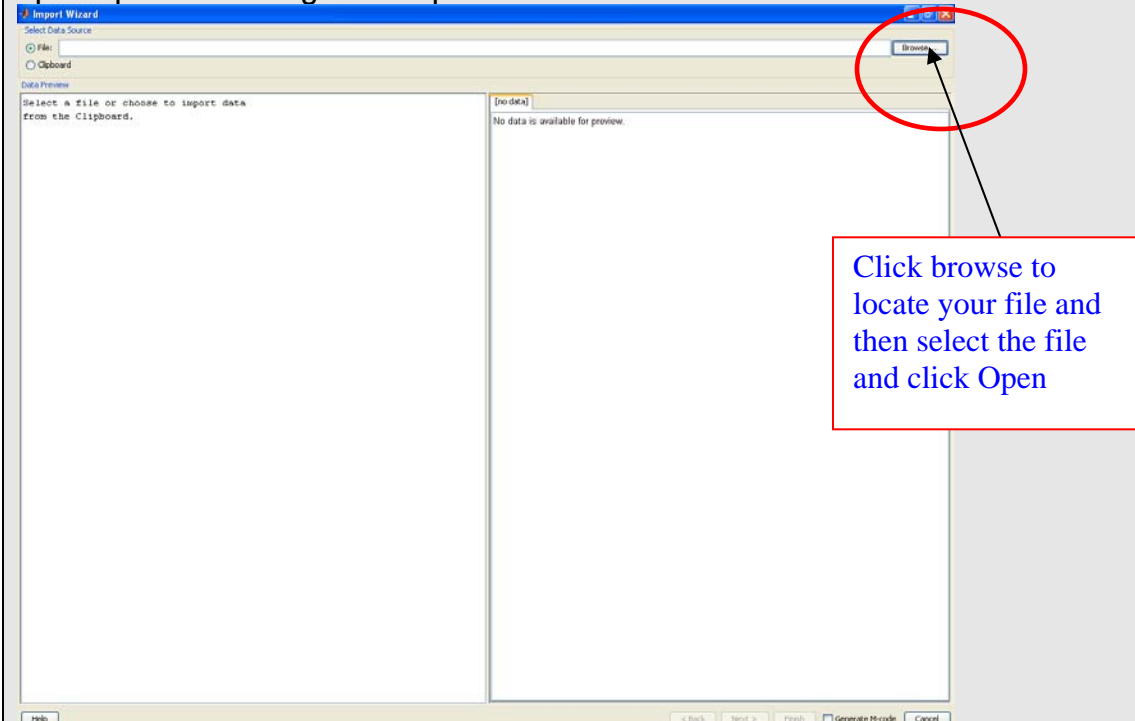 Import Wizard
Select Data Source
File:
Browse...
Clipboard
Data Preview
Select a file or choose to import data
from the Clipboard.
[no data]
No data is available for preview.
Click browse to
locate your file and
then select the file
and click Open
Help
< Back Next > Finish Generate M-code Cancel